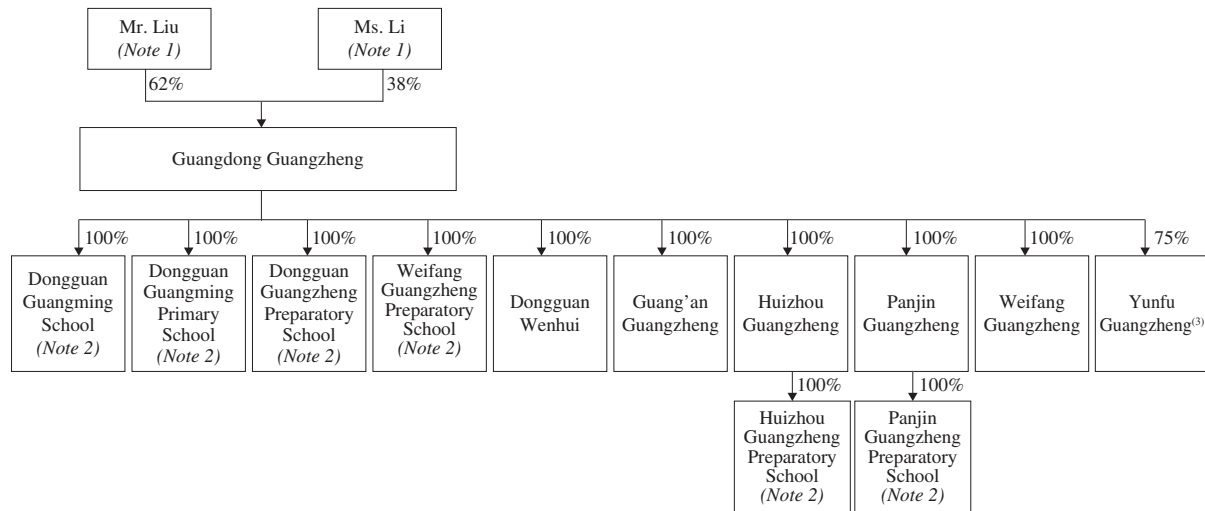 Mr. Liu
(Note 1)
Ms. Li
(Note 1)
62%
38%
Guangdong Guangzheng
100%
100%
100%
100%
100%
100%
100%
100%
100%
75%
Dongguan
Guangming
School
(Note 2)
Dongguan
Guangming
Primary
School
(Note 2)
Dongguan
Guangzheng
Preparatory
School
(Note 2)
Weifang
Guangzheng
Preparatory
School
(Note 2)
Dongguan
Wenhui
Guang’an
Guangzheng
Huizhou
Guangzheng
Panjin
Guangzheng
Weifang
Guangzheng
Yunfu
Guangzheng(3)
100%
100%
Huizhou
Guangzheng
Preparatory
School
(Note 2)
Panjin
Guangzheng
Preparatory
School
(Note 2)